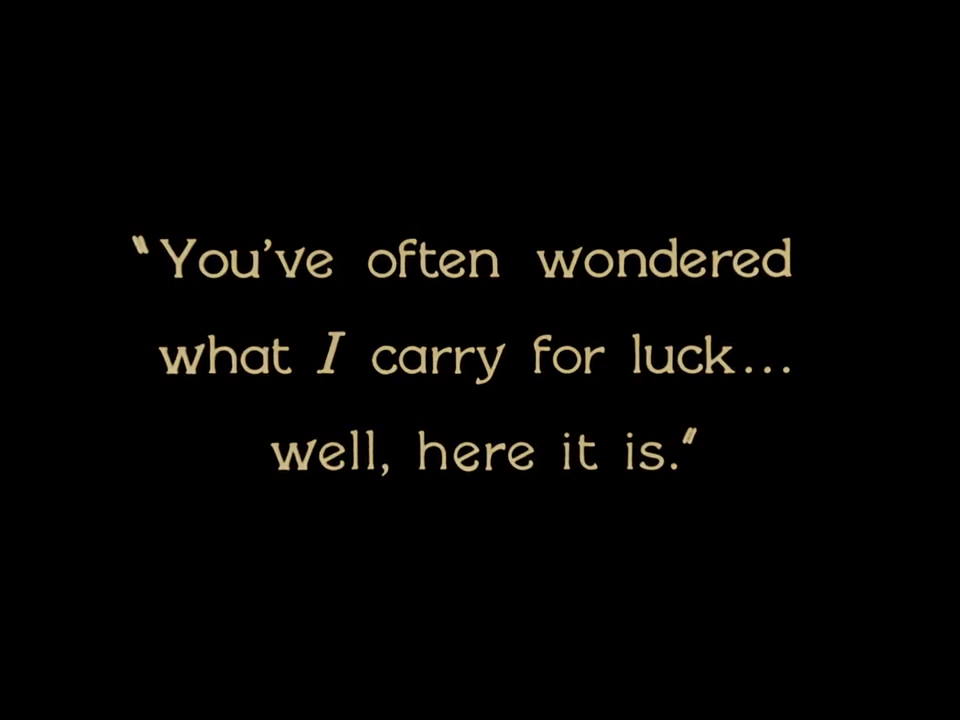 "You've often wondered
what I carry for luck...
well, here it is."